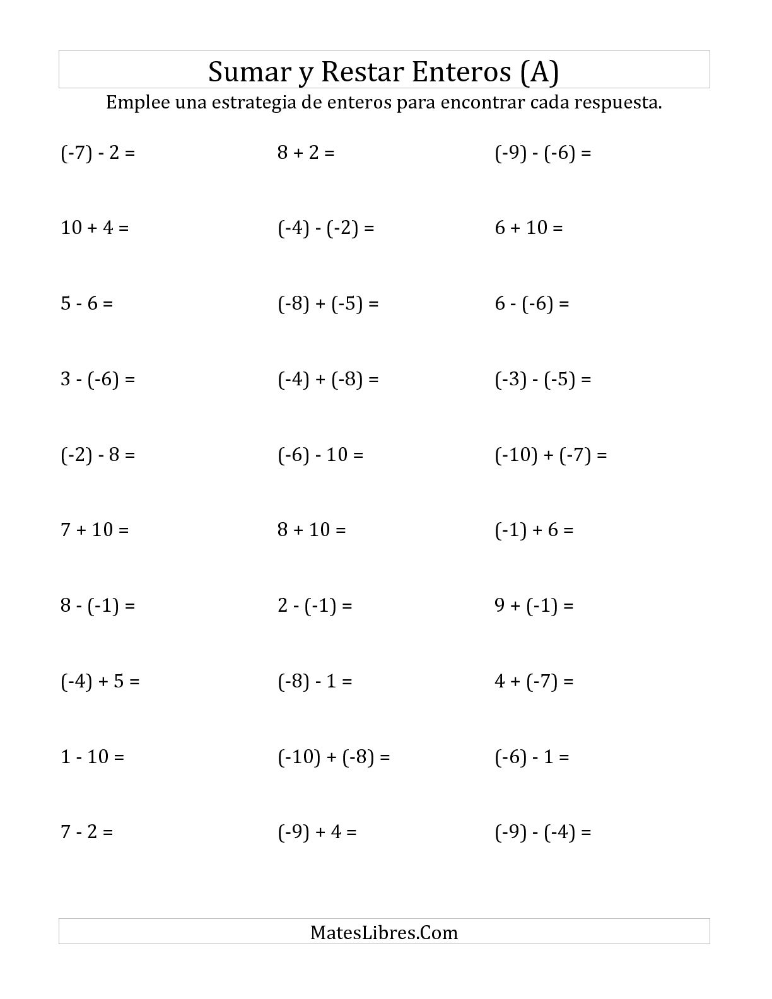 Sumar y Restar Enteros (A)
Emplee una estrategia de enteros para encontrar cada respuesta.
(-7) - 2 = 8 + 2 = (-9) - (-6) =
10 + 4 = (-4) - (-2) = 6 + 10 =
5 - 6 = (-8) + (-5) = 6 - (-6) =
3 - (-6) = (-4) + (-8) = (-3) - (-5) =
(-2) - 8 = (-6) - 10 = (-10) + (-7) =
7 + 10 = 8 + 10 = (-1) + 6 =
8 - (-1) = 2 - (-1) = 9 + (-1) =
(-4) + 5 = (-8) - 1 = 4 + (-7) =
1 - 10 = (-10) + (-8) = (-6) - 1 =
7 - 2 = (-9) + 4 = (-9) - (-4) =
MatesLibres.Com